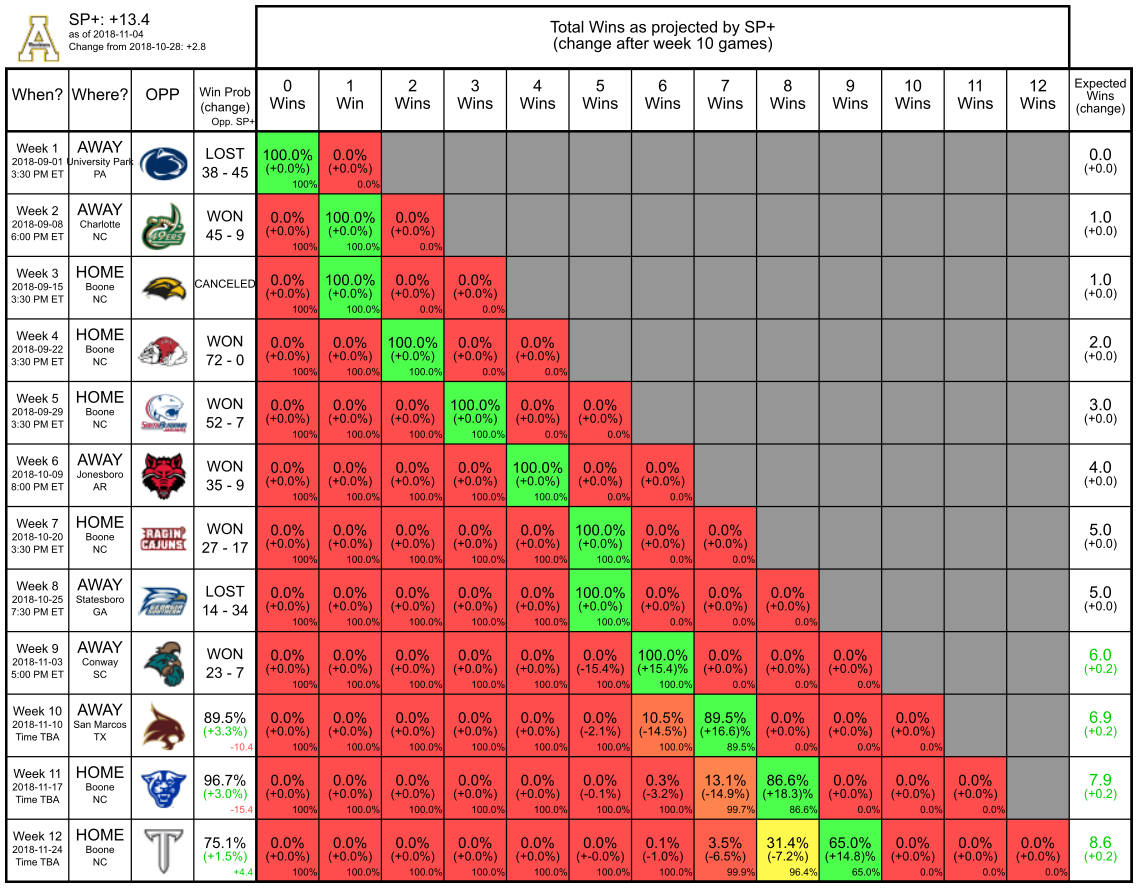 SP+: +13.4
as of 2018-11-04
Change from 2018-10-28: +2.8
Total Wins as projected by SP+
(change after week 10 games)
When? Where? OPP Win Prob (change) Opp. SP+ 0 Wins 1 Win 2 Wins 3 Wins 4 Wins 5 Wins 6 Wins 7 Wins 8 Wins 9 Wins 10 Wins 11 Wins 12 Wins Expected Wins (change)
Week 1 AWAY LOST 100.0% 0.0% 0.0
2018-09-01 University Park 38 - 45 (+0.0%) (+0.0%) (+0.0)
3:30 PM ET PA 100% 0.0%
Week 2 AWAY WON 0.0% 100.0% 0.0% 1.0
2018-09-08 Charlotte 49ERS 45 - 9 (+0.0%) (+0.0%) (+0.0%) (+0.0)
6:00 PM ET NC 100% 100.0% 0.0%
Week 3 HOME CANCELED 0.0% 100.0% 0.0% 0.0% 1.0
2018-09-15 Boone (+0.0%) (+0.0%) (+0.0%) (+0.0%) (+0.0)
3:30 PM ET NC 100% 100.0% 0.0% 0.0%
Week 4 HOME WON 0.0% 0.0% 100.0% 0.0% 0.0% 2.0
2018-09-22 Boone 72 - 0 (+0.0%) (+0.0%) (+0.0%) (+0.0%) (+0.0%) (+0.0)
3:30 PM ET NC 100% 100.0% 100.0% 0.0% 0.0%
Week 5 HOME WON 0.0% 0.0% 0.0% 100.0% 0.0% 0.0% 3.0
2018-09-29 Boone 52 - 7 (+0.0%) (+0.0%) (+0.0%) (+0.0%) (+0.0%) (+0.0%) (+0.0)
3:30 PM ET NC SOUTH ALABAMA 100% 100.0% 100.0% 100.0% 0.0% 0.0%
Week 6 AWAY WON 0.0% 0.0% 0.0% 0.0% 100.0% 0.0% 0.0% 4.0
2018-10-09 Jonesboro 35 - 9 (+0.0%) (+0.0%) (+0.0%) (+0.0%) (+0.0%) (+0.0%) (+0.0%) (+0.0)
8:00 PM ET AR 100% 100.0% 100.0% 100.0% 100.0% 0.0% 0.0%
Week 7 HOME RAGIN' CAJUNS WON 0.0% 0.0% 0.0% 0.0% 0.0% 100.0% 0.0% 0.0% 5.0
2018-10-20 Boone 27 - 17 (+0.0%) (+0.0%) (+0.0%) (+0.0%) (+0.0%) (+0.0%) (+0.0%) (+0.0%) (+0.0)
3:30 PM ET NC 100% 100.0% 100.0% 100.0% 100.0% 100.0% 0.0% 0.0%
Week 8 AWAY LOST 0.0% 0.0% 0.0% 0.0% 0.0% 100.0% 0.0% 0.0% 0.0% 5.0
2018-10-25 Statesboro GEORGIA SOUTHERN 14 - 34 (+0.0%) (+0.0%) (+0.0%) (+0.0%) (+0.0%) (+0.0%) (+0.0%) (+0.0%) (+0.0%) (+0.0)
7:30 PM ET GA 100% 100.0% 100.0% 100.0% 100.0% 100.0% 0.0% 0.0% 0.0%
Week 9 AWAY WON 0.0% 0.0% 0.0% 0.0% 0.0% 0.0% 100.0% 0.0% 0.0% 0.0% 6.0
2018-11-03 Conway 23 - 7 (+0.0%) (+0.0%) (+0.0%) (+0.0%) (+0.0%) (-15.4%) (+15.4)% (+0.0%) (+0.0%) (+0.0%) (+0.2)
5:00 PM ET SC 100% 100.0% 100.0% 100.0% 100.0% 100.0% 100.0% 0.0% 0.0% 0.0%
Week 10 AWAY 89.5% 0.0% 0.0% 0.0% 0.0% 0.0% 0.0% 10.5% 89.5% 0.0% 0.0% 0.0% 6.9
2018-11-10 San Marcos (+3.3%) (+0.0%) (+0.0%) (+0.0%) (+0.0%) (+0.0%) (-2.1%) (-14.5%) (+16.6)% (+0.0%) (+0.0%) (+0.0%) (+0.2)
Time TBA TX -10.4 100% 100.0% 100.0% 100.0% 100.0% 100.0% 100.0% 89.5% 0.0% 0.0% 0.0%
Week 11 HOME 96.7% 0.0% 0.0% 0.0% 0.0% 0.0% 0.0% 0.3% 13.1% 86.6% 0.0% 0.0% 0.0% 7.9
2018-11-17 Boone (+3.0%) (+0.0%) (+0.0%) (+0.0%) (+0.0%) (+0.0%) (-0.1%) (-3.2%) (-14.9%) (+18.3)% (+0.0%) (+0.0%) (+0.0%) (+0.2)
Time TBA NC -15.4 100% 100.0% 100.0% 100.0% 100.0% 100.0% 100.0% 99.7% 86.6% 0.0% 0.0% 0.0%
Week 12 HOME 75.1% 0.0% 0.0% 0.0% 0.0% 0.0% 0.0% 0.1% 3.5% 31.4% 65.0% 0.0% 0.0% 0.0% 8.6
2018-11-24 Boone (+1.5%) (+0.0%) (+0.0%) (+0.0%) (+0.0%) (+0.0%) (+-0.0%) (-1.0%) (-6.5%) (-7.2%) (+14.8)% (+0.0%) (+0.0%) (+0.0%) (+0.2)
Time TBA NC +4.4 100% 100.0% 100.0% 100.0% 100.0% 100.0% 100.0% 99.9% 96.4% 65.0% 0.0% 0.0% 0.0%